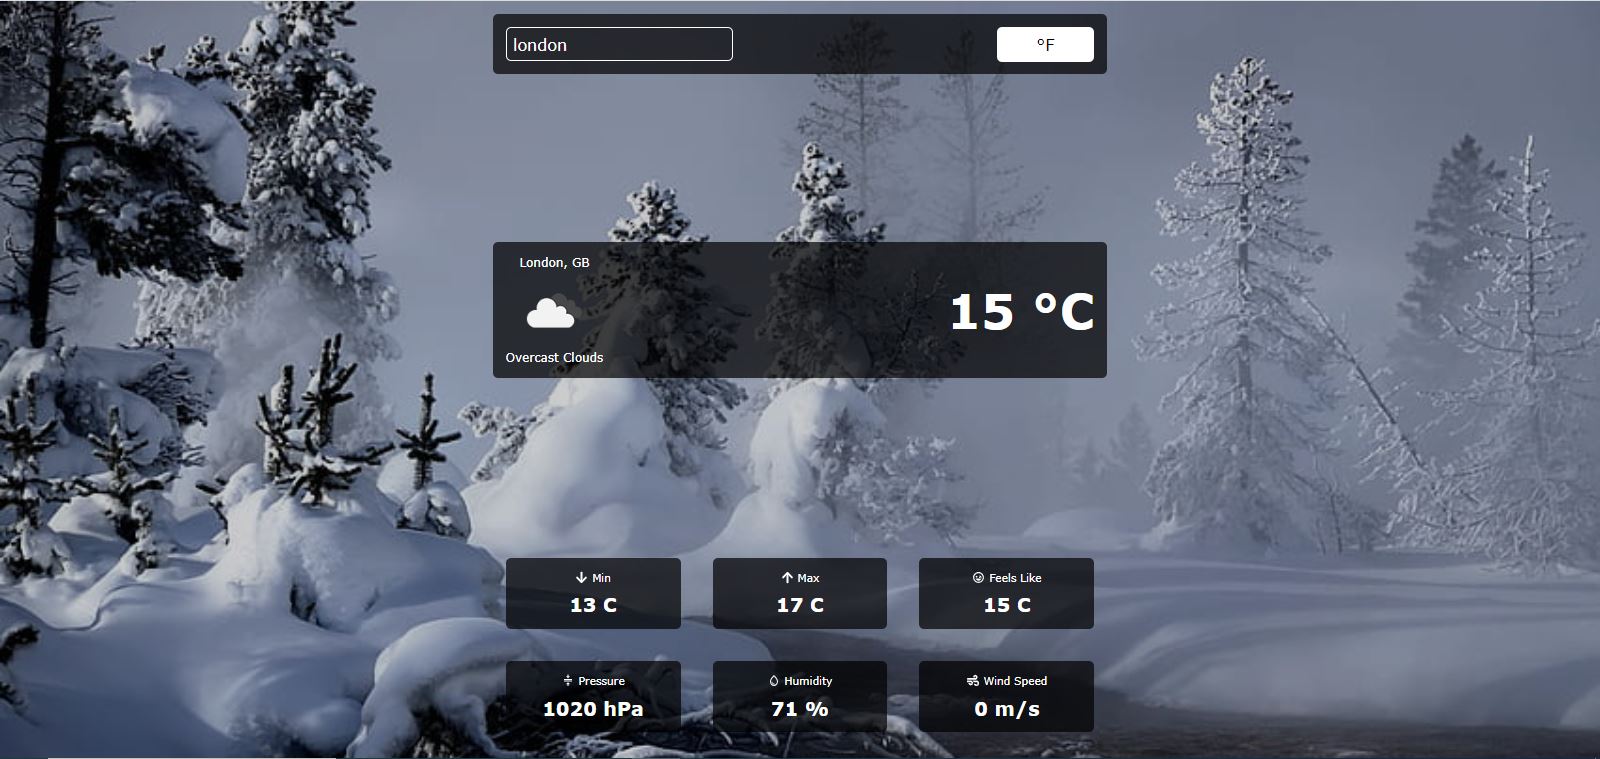 london
°F
London, GB
15 °C
Overcast Clouds
Min
13 C
Max
17 C
Feels Like
15 C
Pressure
1020 hPa
Humidity
71 %
Wind Speed
0 m/s